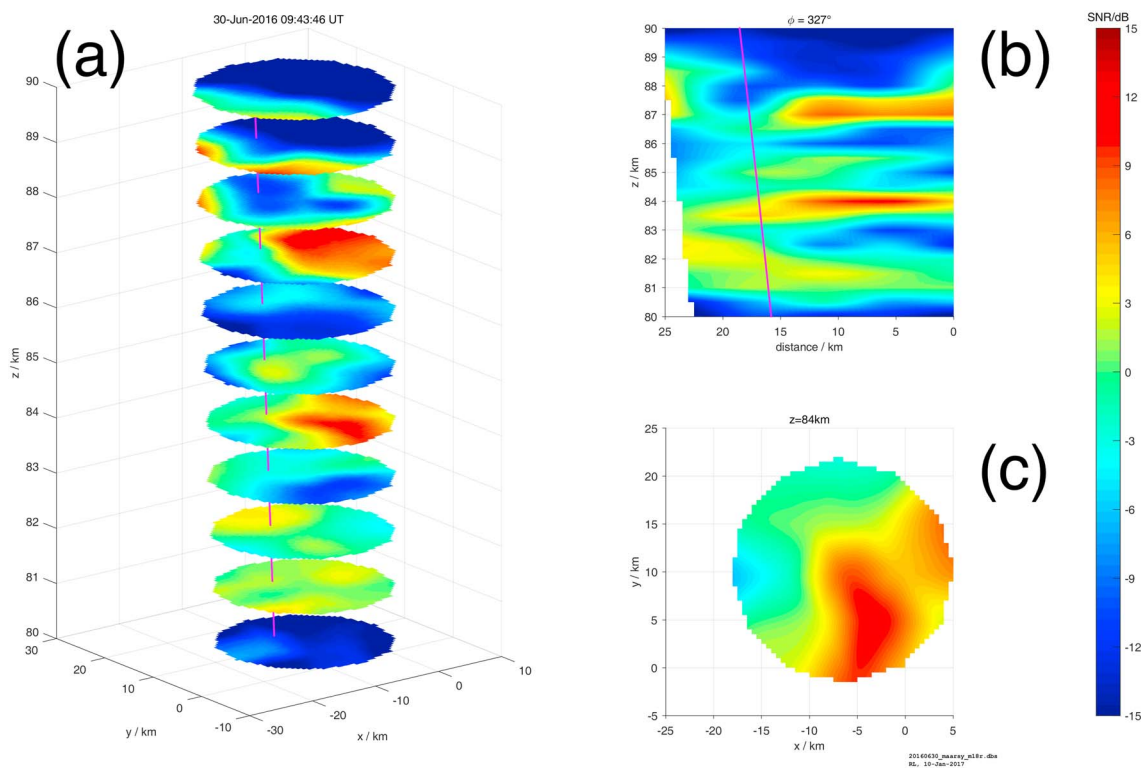 30-Jun-2016 09:43:46 UT
(a)
90
89
88
87
86
85
84
83
82
81
80
z / km
30
20
10
0
-10
y / km
-30
-20
-10
0
10
x / km
ϕ = 327°
(b)
90
89
88
87
86
85
84
83
82
81
80
z / km
25 20 15 10 5 0
distance / km
z=84km
(c)
25
20
15
10
5
0
-5
y / km
-25 -20 -15 -10 -5 0 5
x / km
SNR/dB
15
12
9
6
3
0
-3
-6
-9
-12
-15
20160630_maarsy_m18r.dbs
RL, 10-Jan-2017